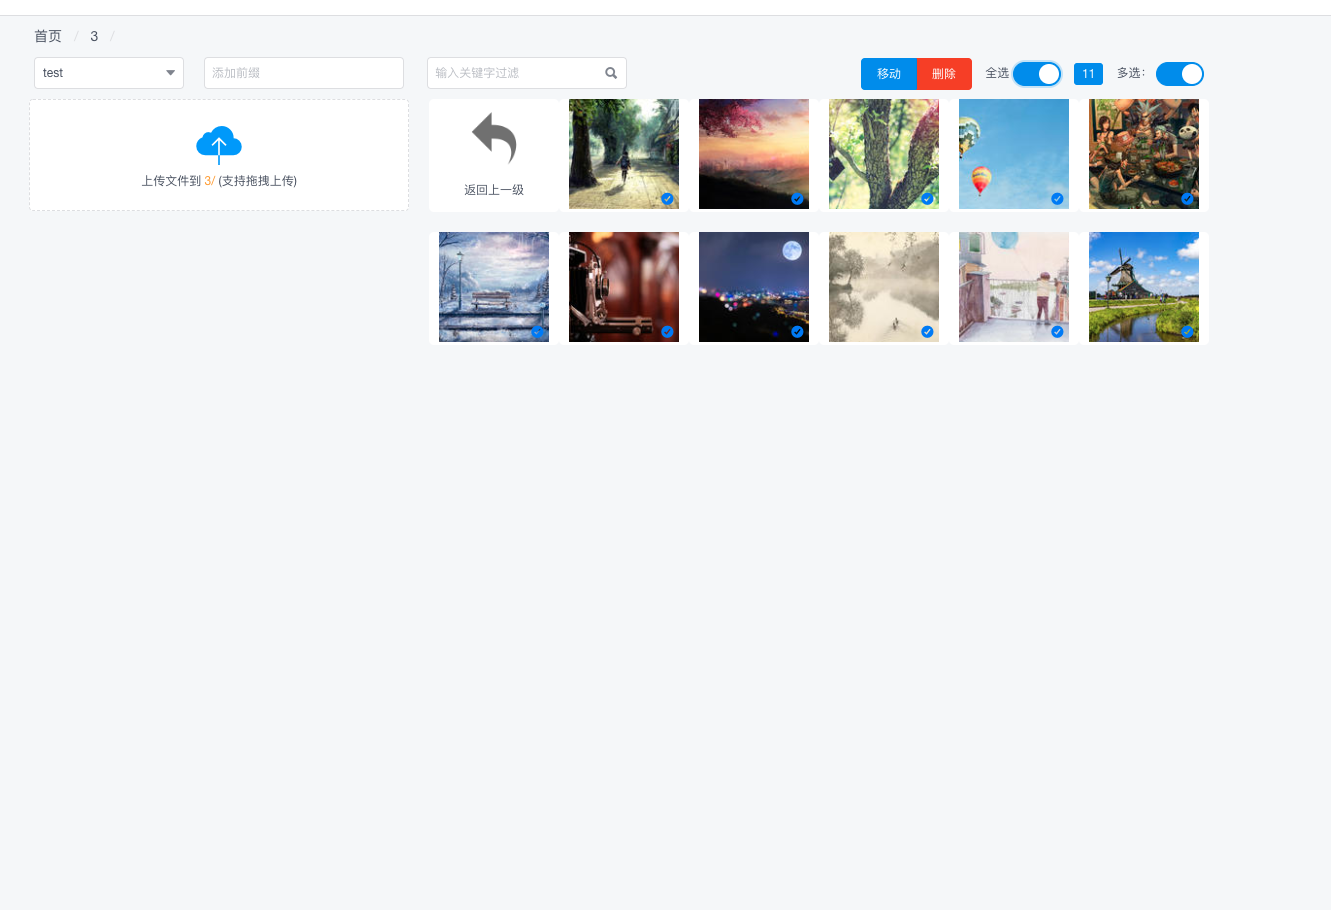 首页 / 3 /
test
添加前缀
输入关键字过滤
移动
删除
全选
11
多选:
上传文件到 3/ (支持拖拽上传)
返回上一级